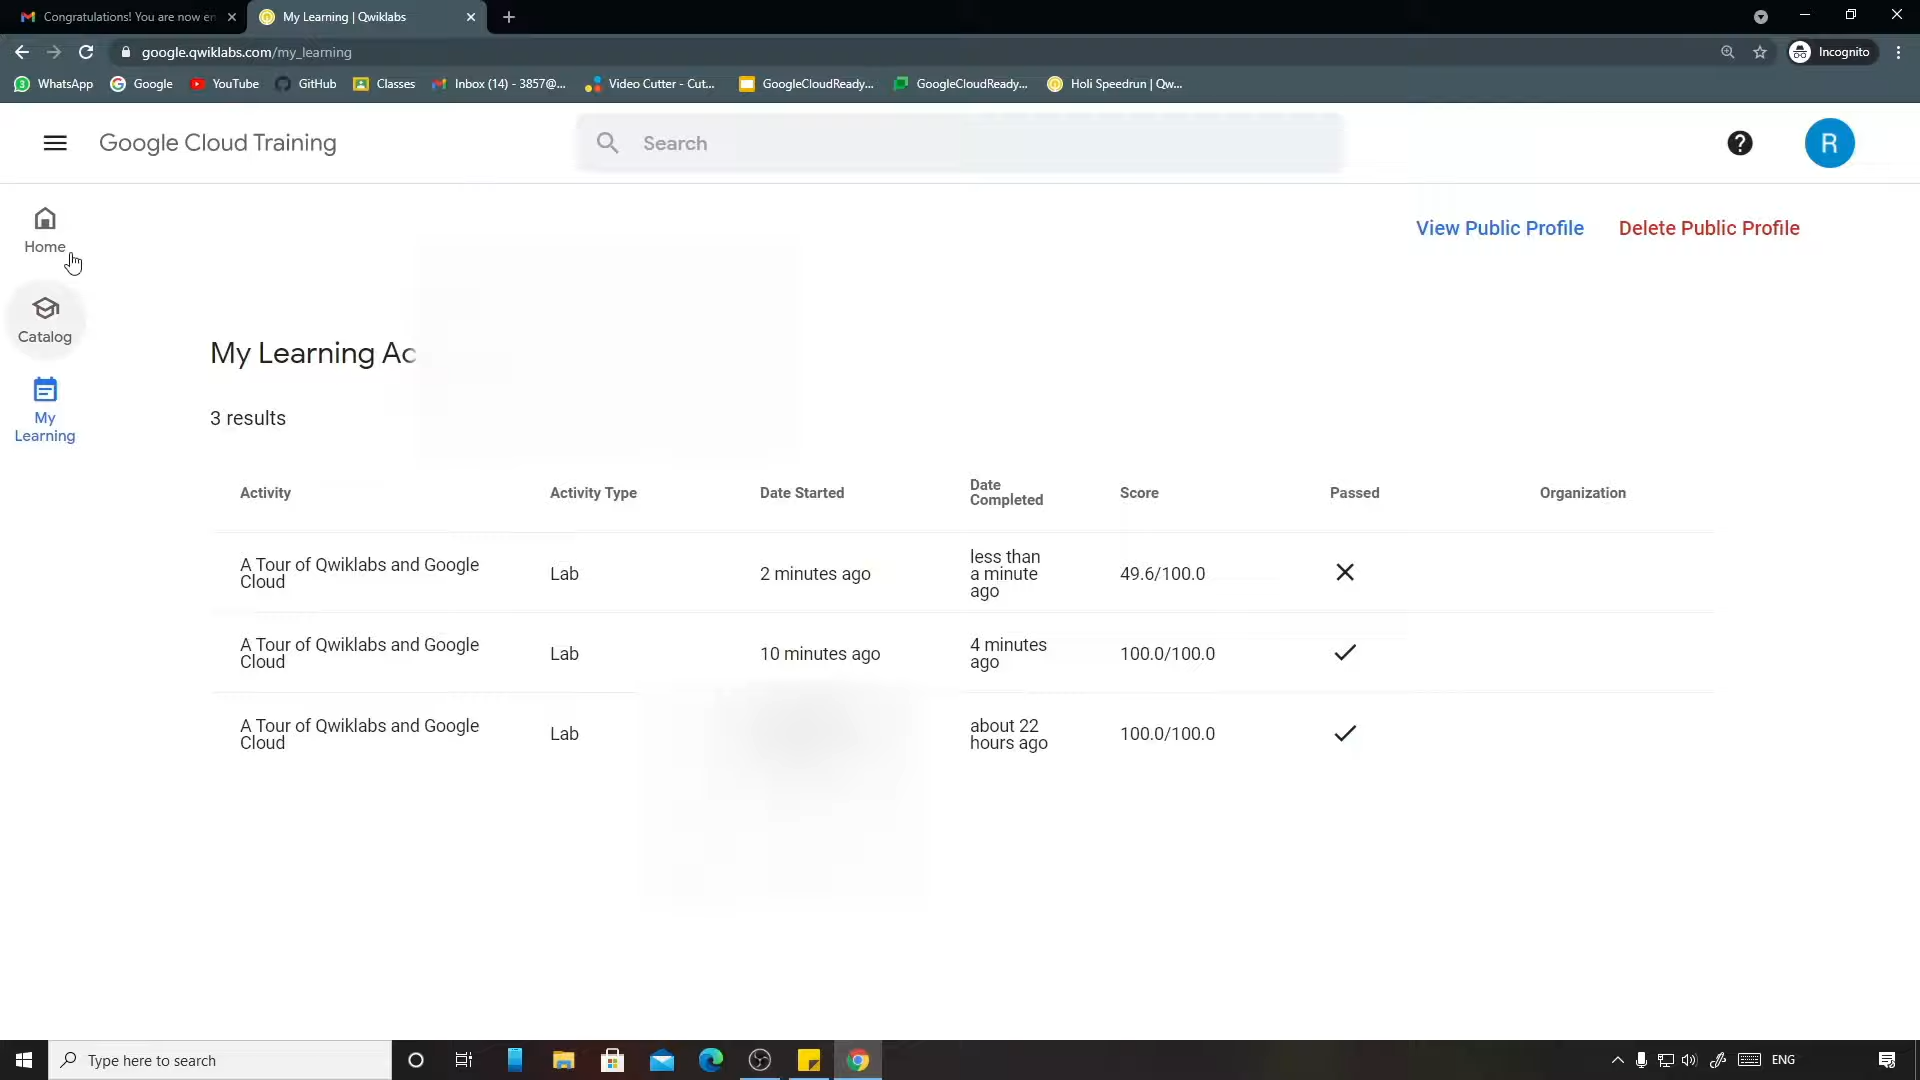 Congratulations! You are now en
My Learning | Qwiklabs
google.qwiklabs.com/my_learning
Incognito
WhatsApp
Google
YouTube
GitHub
Classes
Inbox (14) - 3857@...
Video Cutter - Cut...
GoogleCloudReady...
GoogleCloudReady...
Holi Speedrun | Qw...
Google Cloud Training
Search
R
Home
View Public Profile
Delete Public Profile
Catalog
My Learning Ac
My
Learning
3 results
Activity
Activity Type
Date Started
Date
Completed
Score
Passed
Organization
A Tour of Qwiklabs and Google
Cloud
Lab
2 minutes ago
less than
a minute
ago
49.6/100.0
A Tour of Qwiklabs and Google
Cloud
Lab
10 minutes ago
4 minutes
ago
100.0/100.0
A Tour of Qwiklabs and Google
Cloud
Lab
about 22
hours ago
100.0/100.0
Type here to search
ENG